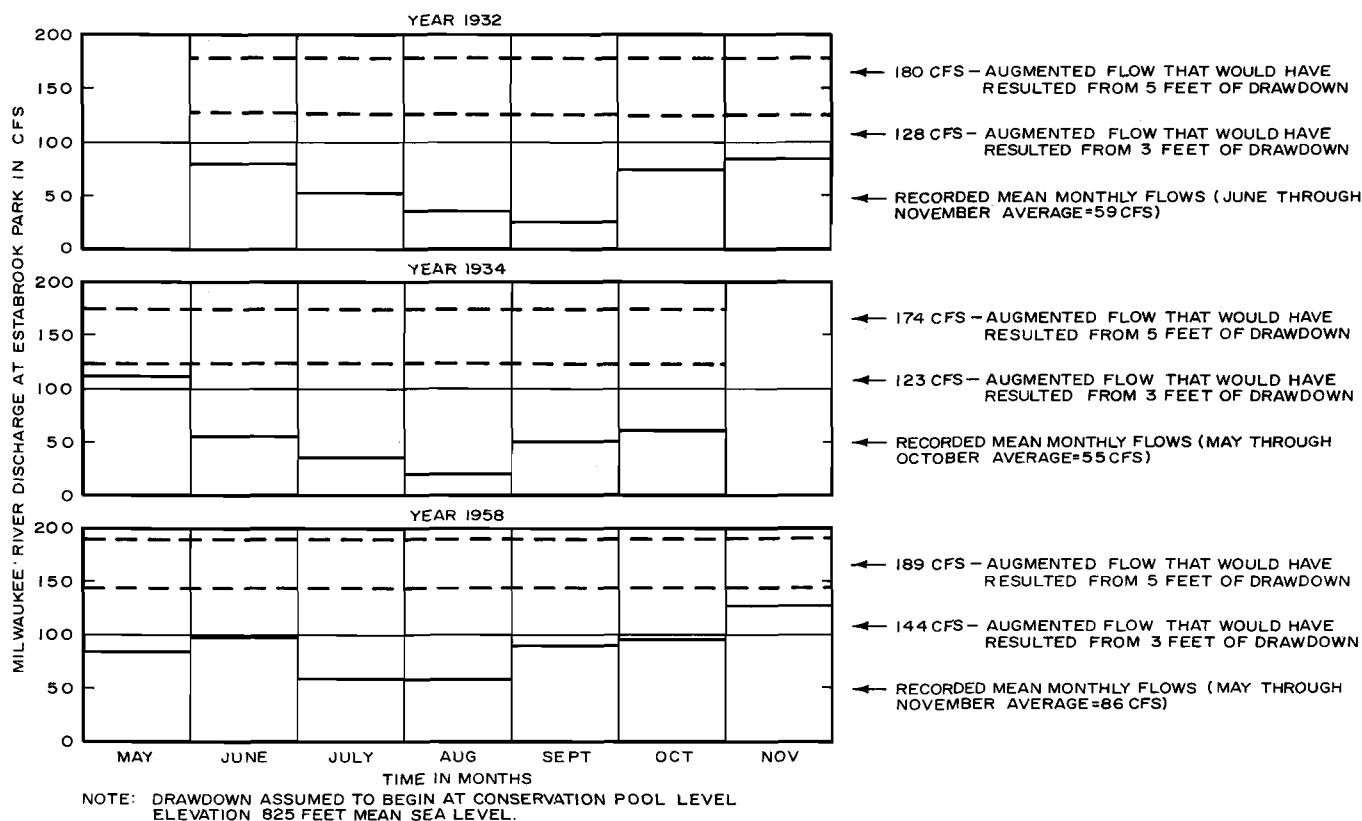 YEAR 1932
MILWAUKEE RIVER DISCHARGE AT ESTABROOK PARK IN CFS
200
150
100
50
0
180 CFS – AUGMENTED FLOW THAT WOULD HAVE
RESULTED FROM 5 FEET OF DRAWDOWN
128 CFS – AUGMENTED FLOW THAT WOULD HAVE
RESULTED FROM 3 FEET OF DRAWDOWN
RECORDED MEAN MONTHLY FLOWS (JUNE THROUGH
NOVEMBER AVERAGE=59 CFS)
YEAR 1934
200
150
100
50
0
174 CFS – AUGMENTED FLOW THAT WOULD HAVE
RESULTED FROM 5 FEET OF DRAWDOWN
123 CFS – AUGMENTED FLOW THAT WOULD HAVE
RESULTED FROM 3 FEET OF DRAWDOWN
RECORDED MEAN MONTHLY FLOWS (MAY THROUGH
OCTOBER AVERAGE=55 CFS)
YEAR 1958
200
150
100
50
0
189 CFS – AUGMENTED FLOW THAT WOULD HAVE
RESULTED FROM 5 FEET OF DRAWDOWN
144 CFS – AUGMENTED FLOW THAT WOULD HAVE
RESULTED FROM 3 FEET OF DRAWDOWN
RECORDED MEAN MONTHLY FLOWS (MAY THROUGH
NOVEMBER AVERAGE=86 CFS)
MAY JUNE JULY AUG SEPT OCT NOV
TIME IN MONTHS
NOTE: DRAWDOWN ASSUMED TO BEGIN AT CONSERVATION POOL LEVEL
ELEVATION 825 FEET MEAN SEA LEVEL.